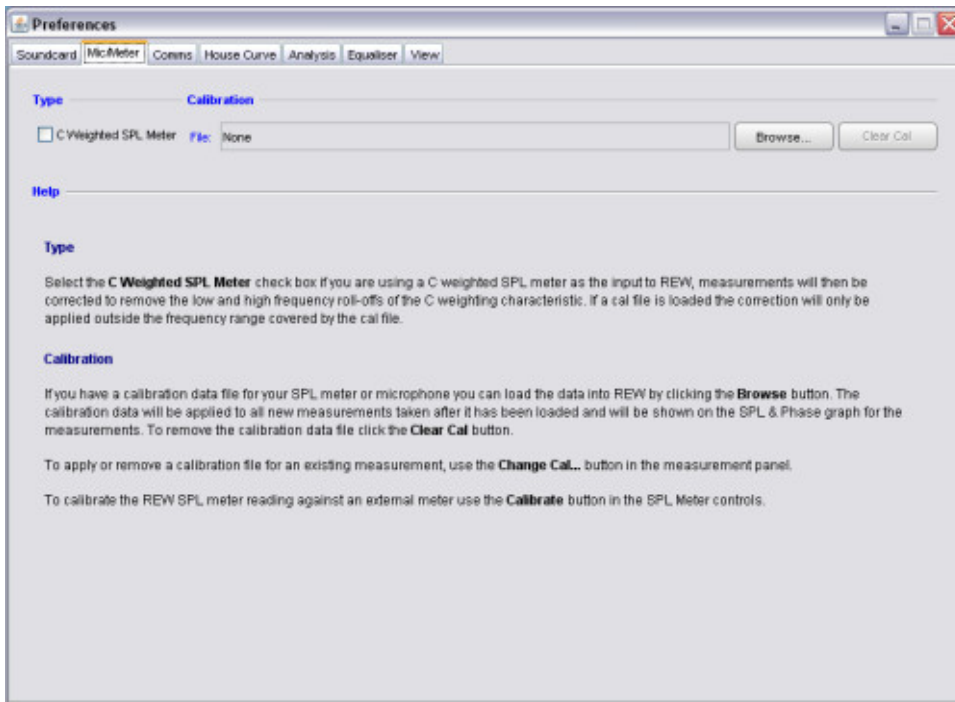 Preferences
Soundcard Mic/Meter Comms House Curve Analysis Equaliser View
Type Calibration
C Weighted SPL Meter File: None Browse... Clear Cal
Help
Type
Select the C Weighted SPL Meter check box if you are using a C weighted SPL meter as the input to REW, measurements will then be
corrected to remove the low and high frequency roll-offs of the C weighting characteristic. If a cal file is loaded the correction will only be
applied outside the frequency range covered by the cal file.
Calibration
If you have a calibration data file for your SPL meter or microphone you can load the data into REW by clicking the Browse button. The
calibration data will be applied to all new measurements taken after it has been loaded and will be shown on the SPL & Phase graph for the
measurements. To remove the calibration data file click the Clear Cal button.
To apply or remove a calibration file for an existing measurement, use the Change Cal... button in the measurement panel.
To calibrate the REW SPL meter reading against an external meter use the Calibrate button in the SPL Meter controls.